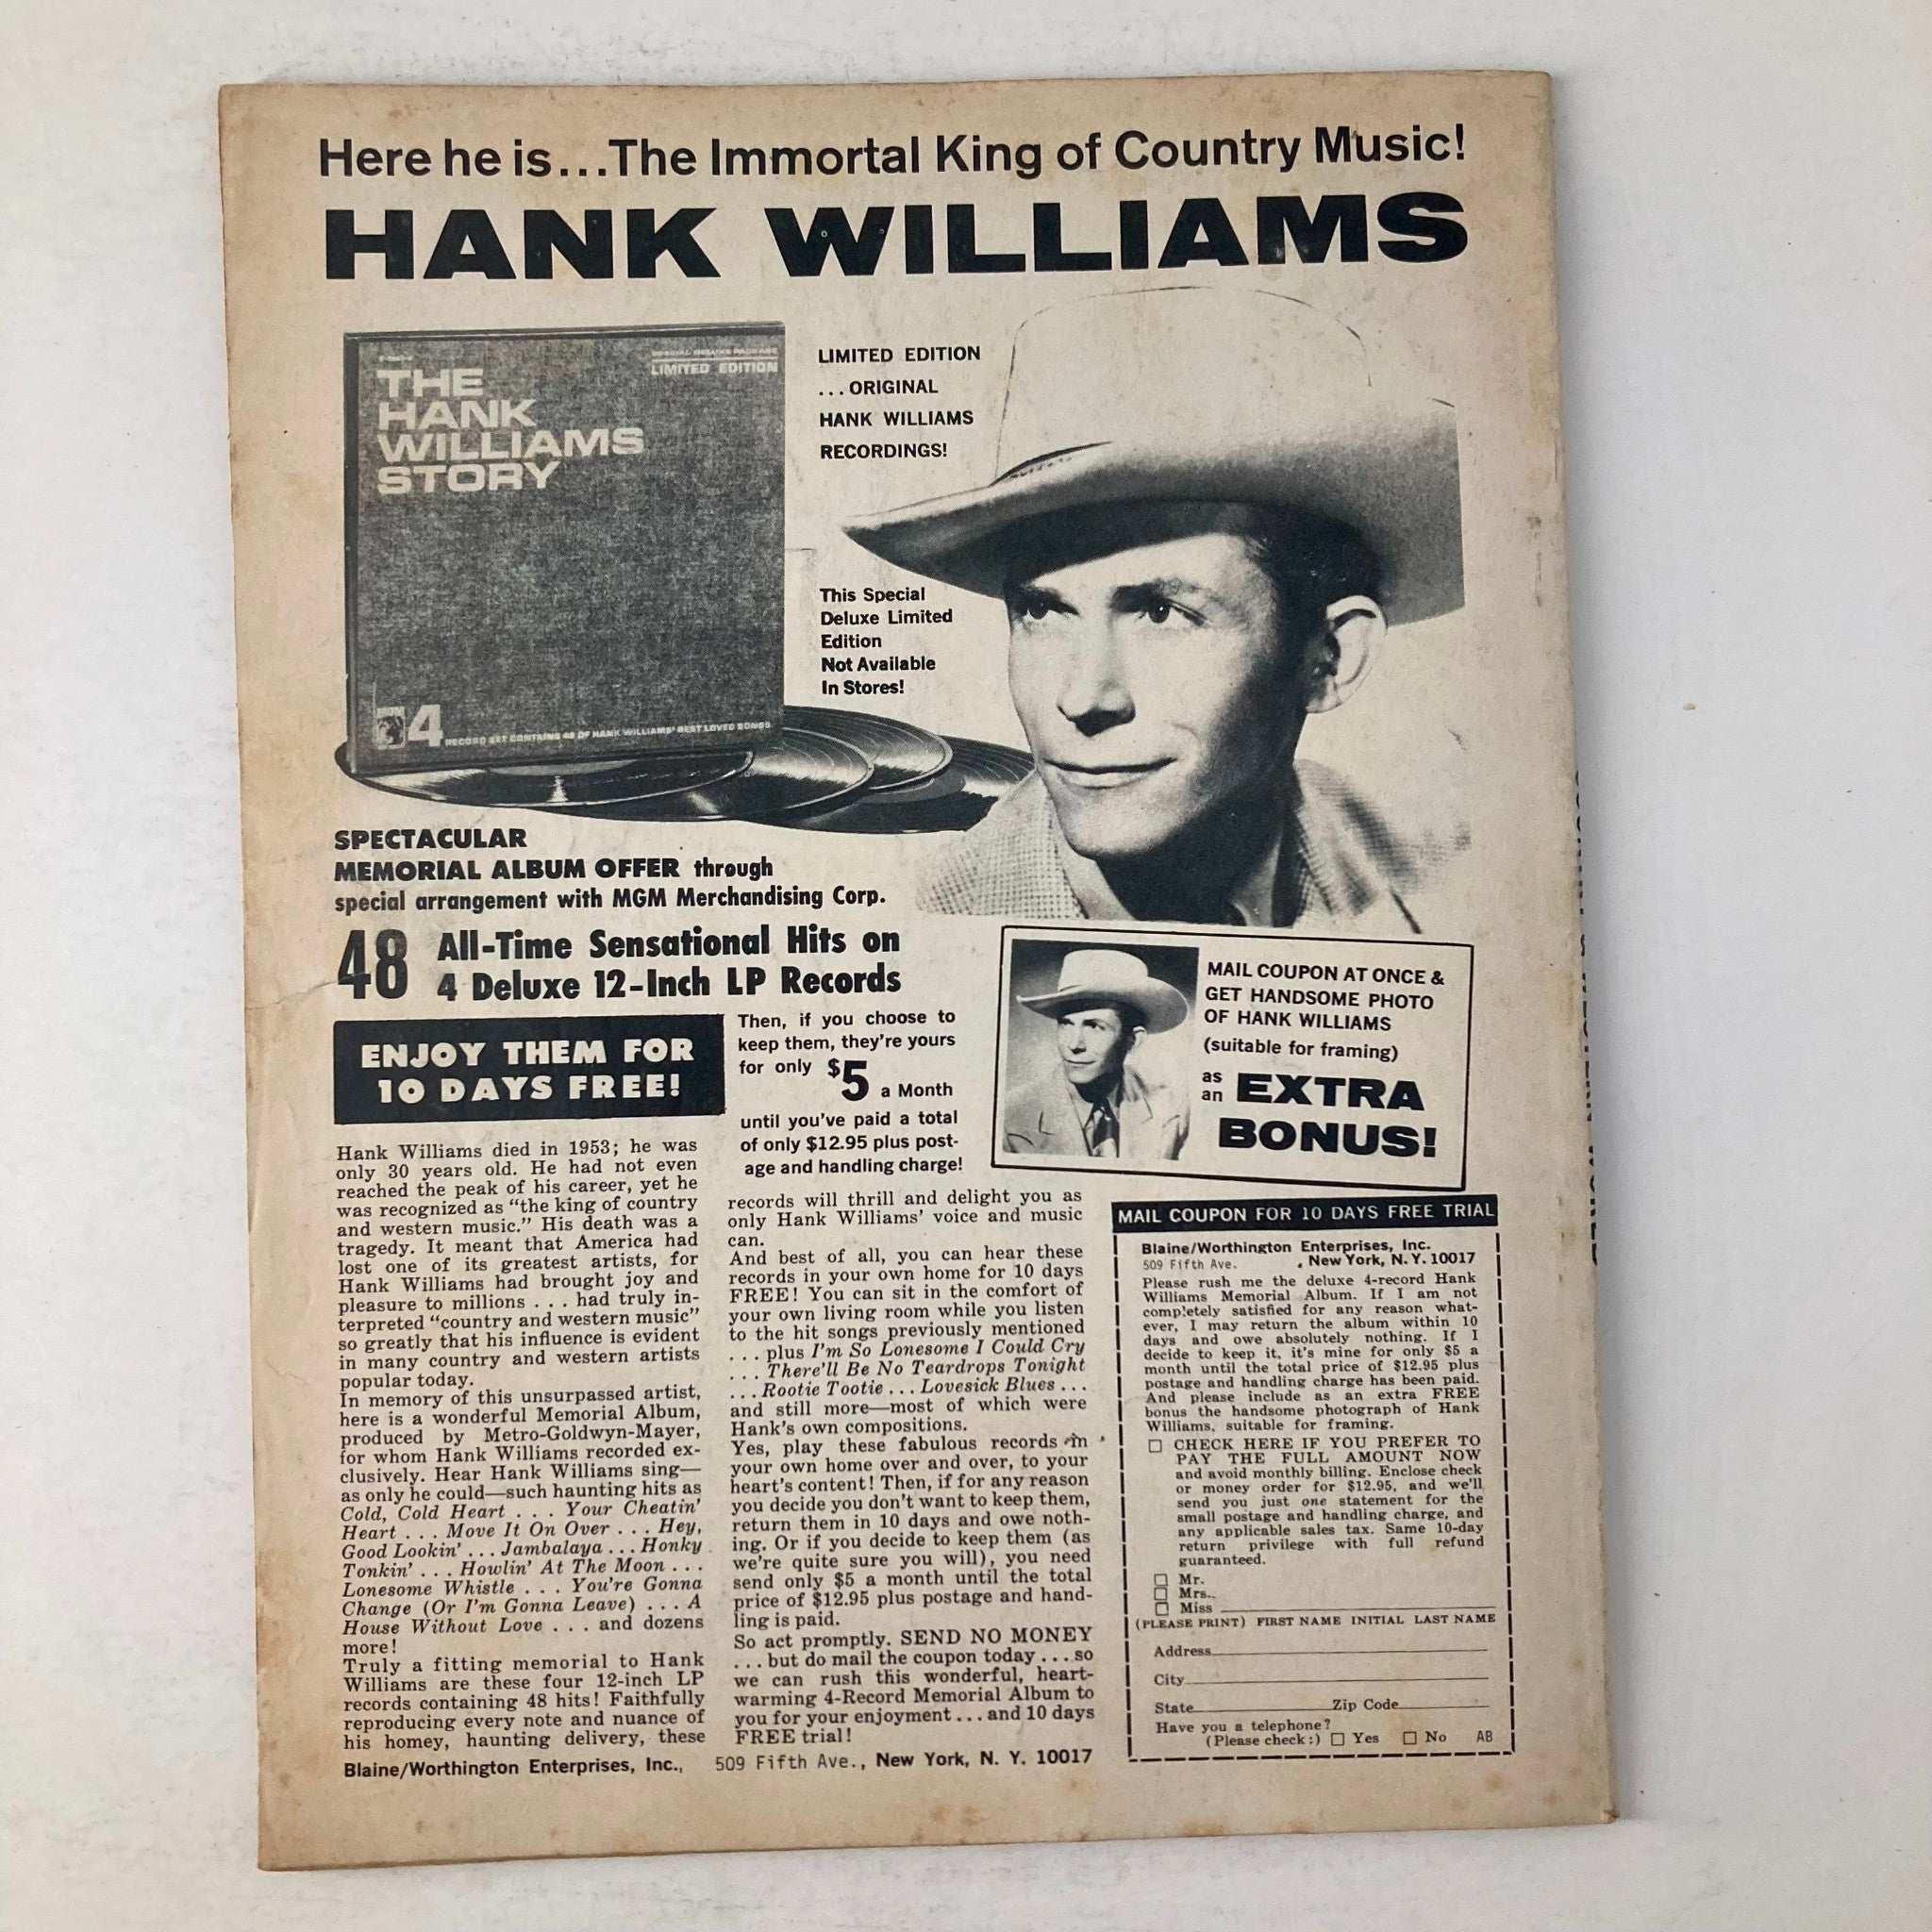 Here he is...The Immortal King of Country Music!
HANK WILLIAMS
SPECIAL DELUXE PACKAGE
LIMITED EDITION
THE
HANK
WILLIAMS
STORY
MGM
4 RECORD SET CONTAINS 48 OF HANK WILLIAMS' BEST LOVED SONGS
LIMITED EDITION
...ORIGINAL
HANK WILLIAMS
RECORDINGS!
This Special
Deluxe Limited
Edition
Not Available
In Stores!
SPECTACULAR
MEMORIAL ALBUM OFFER through
special arrangement with MGM Merchandising Corp.
48 All-Time Sensational Hits on
4 Deluxe 12-Inch LP Records
ENJOY THEM FOR
10 DAYS FREE!
Then, if you choose to
keep them, they're yours
for only $5 a Month
until you've paid a total
of only $12.95 plus post-
age and handling charge!
MAIL COUPON AT ONCE &
GET HANDSOME PHOTO
OF HANK WILLIAMS
(suitable for framing)
as
an EXTRA
BONUS!
Hank Williams died in 1953; he was
only 30 years old. He had not even
reached the peak of his career, yet he
was recognized as "the king of country
and western music." His death was a
tragedy. It meant that America had
lost one of its greatest artists, for
Hank Williams had brought joy and
pleasure to millions . . . had truly in-
terpreted "country and western music"
so greatly that his influence is evident
in many country and western artists
popular today.
In memory of this unsurpassed artist,
here is a wonderful Memorial Album,
produced by Metro-Goldwyn-Mayer,
for whom Hank Williams recorded ex-
clusively. Hear Hank Williams sing—
as only he could—such haunting hits as
Cold, Cold Heart . . . Your Cheatin'
Heart . . . Move It On Over . . . Hey,
Good Lookin' . . . Jambalaya . . . Honky
Tonkin' . . . Howlin' At The Moon . . .
Lonesome Whistle . . . You're Gonna
Change (Or I'm Gonna Leave) . . . A
House Without Love . . . and dozens
more!
Truly a fitting memorial to Hank
Williams are these four 12-inch LP
records containing 48 hits! Faithfully
reproducing every note and nuance of
his homey, haunting delivery, these
records will thrill and delight you as
only Hank Williams' voice and music
can.
And best of all, you can hear these
records in your own home for 10 days
FREE! You can sit in the comfort of
your own living room while you listen
to the hit songs previously mentioned
. . . plus I'm So Lonesome I Could Cry
. . . There'll Be No Teardrops Tonight
. . . Rootie Tootie . . . Lovesick Blues . . .
and still more—most of which were
Hank's own compositions.
Yes, play these fabulous records in
your own home over and over, to your
heart's content! Then, if for any reason
you decide you don't want to keep them,
return them in 10 days and owe noth-
ing. Or if you decide to keep them (as
we're quite sure you will), you need
send only $5 a month until the total
price of $12.95 plus postage and hand-
ling is paid.
So act promptly. SEND NO MONEY
. . . but do mail the coupon today . . . so
we can rush this wonderful, heart-
warming 4-Record Memorial Album to
you for your enjoyment . . . and 10 days
FREE trial!
Blaine/Worthington Enterprises, Inc., 509 Fifth Ave., New York, N. Y. 10017
MAIL COUPON FOR 10 DAYS FREE TRIAL
Blaine/Worthington Enterprises, Inc.
509 Fifth Ave. , New York, N. Y. 10017
Please rush me the deluxe 4-record Hank
Williams Memorial Album. If I am not
completely satisfied for any reason what-
ever, I may return the album within 10
days and owe absolutely nothing. If I
decide to keep it, it's mine for only $5 a
month until the total price of $12.95 plus
postage and handling charge has been paid.
And please include as an extra FREE
bonus the handsome photograph of Hank
Williams, suitable for framing.
CHECK HERE IF YOU PREFER TO
PAY THE FULL AMOUNT NOW
and avoid monthly billing. Enclose check
or money order for $12.95, and we'll
send you just one statement for the
small postage and handling charge, and
any applicable sales tax. Same 10-day
return privilege with full refund
guaranteed.
Mr.
Mrs.
Miss
(PLEASE PRINT) FIRST NAME INITIAL LAST NAME
Address
City
State Zip Code
Have you a telephone?
(Please check:) Yes No AB